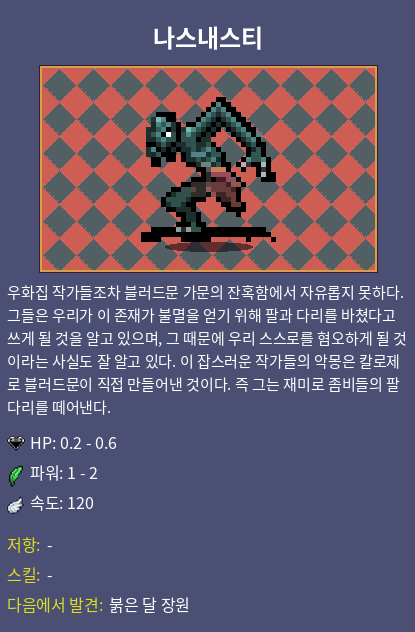 나스내스티
우화집 작가들조차 블러드문 가문의 잔혹함에서 자유롭지 못하다.
그들은 우리가 이 존재가 불멸을 얻기 위해 팔과 다리를 바쳤다고
쓰게 될 것을 알고 있으며, 그 때문에 우리 스스로를 혐오하게 될 것
이라는 사실도 잘 알고 있다. 이 잡스러운 작가들의 악몽은 칼로제
로 블러드문이 직접 만들어낸 것이다. 즉 그는 재미로 좀비들의 팔
다리를 떼어낸다.
HP: 0.2 - 0.6
파워: 1 - 2
속도: 120
저항: -
스킬: -
다음에서 발견: 붉은 달 장원